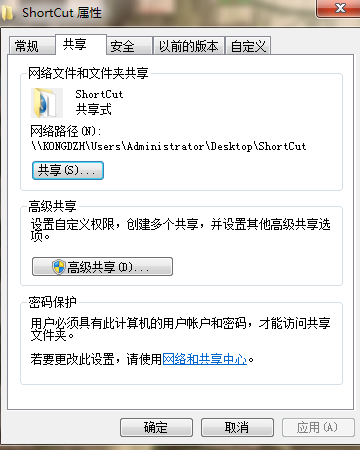 ShortCut 属性
常规 共享 安全 以前的版本 自定义
网络文件和文件夹共享
ShortCut
共享式
网络路径(N):
\\KONGDZH\Users\Administrator\Desktop\ShortCut
共享(S)...
高级共享
设置自定义权限，创建多个共享，并设置其他高级共享选
项。
高级共享(D)...
密码保护
用户必须具有此计算机的用户帐户和密码，才能访问共享
文件夹。
若要更改此设置，请使用网络和共享中心。
确定 取消 应用(A)